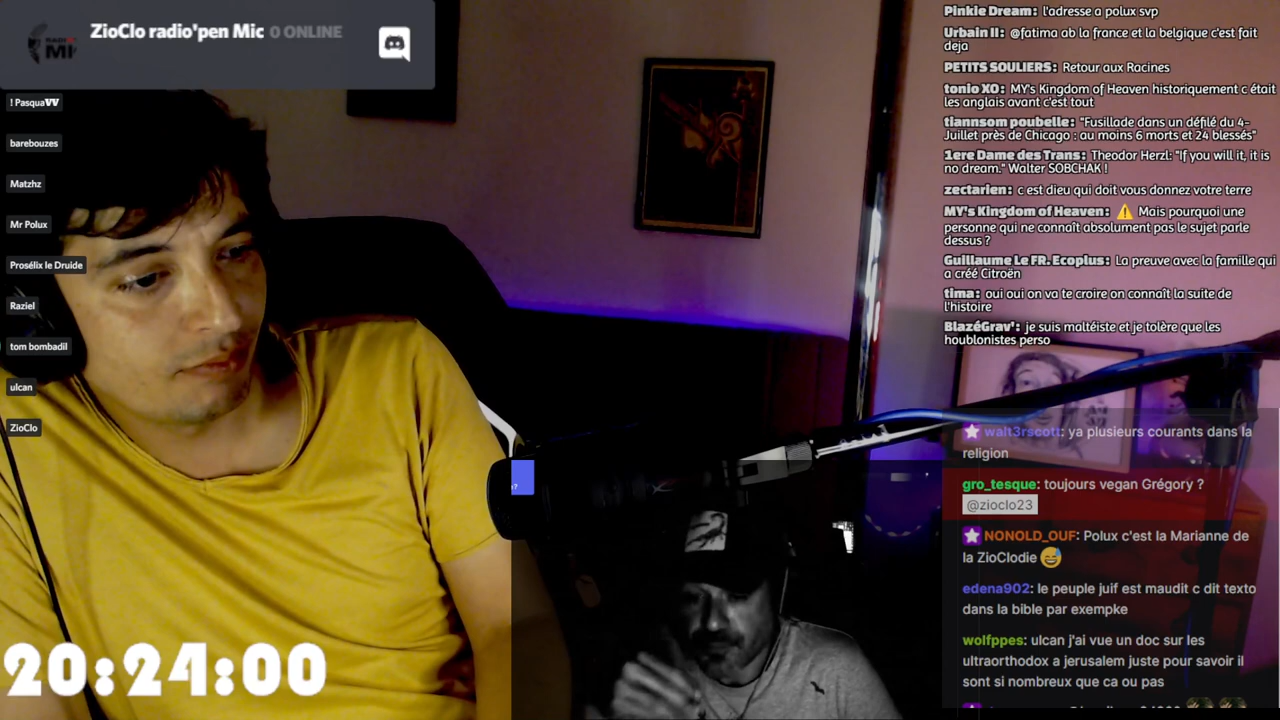 ZioClo radio'pen Mic 0 ONLINE
MI
! PasquaVV
barebouzes
Matzhz
Mr Polux
Prosélix le Druide
Raziel
tom bombadil
ulcan
ZioClo
20:24:00
Pinkie Dream: l'adresse a polux svp
Urbain II: @fatima ab la france et la belgique c'est fait
deja
PETITS SOULIERS: Retour aux Racines
tonio XO: MY's Kingdom of Heaven historiquement c était
les anglais avant c'est tout
tiannsom poubelle: "Fusillade dans un défilé du 4-
Juillet près de Chicago : au moins 6 morts et 24 blessés"
1ere Dame des Trans: Theodor Herzl: "If you will it, it is
no dream." Walter SOBCHAK !
zectarien: c est dieu qui doit vous donnez votre terre
MY's Kingdom of Heaven: ⚠️ Mais pourquoi une
personne qui ne connaît absolument pas le sujet parle
dessus ?
Guillaume Le FR. Ecoplus: La preuve avec la famille qui
a créé Citroën
tima: oui oui on va te croire on connaît la suite de
l'histoire
BlazéGrav': je suis maltéiste et je tolère que les
houblonistes perso
walt3rscott: ya plusieurs courants dans la
religion
gro_tesque: toujours vegan Grégory ?
@zioclo23
NONOLD_OUF: Polux c'est la Marianne de
la ZioClodie 😅
edena902: le peuple juif est maudit c dit texto
dans la bible par exempke
wolfppes: ulcan j'ai vue un doc sur les
ultraorthodox a jerusalem juste pour savoir il
sont si nombreux que ca ou pas